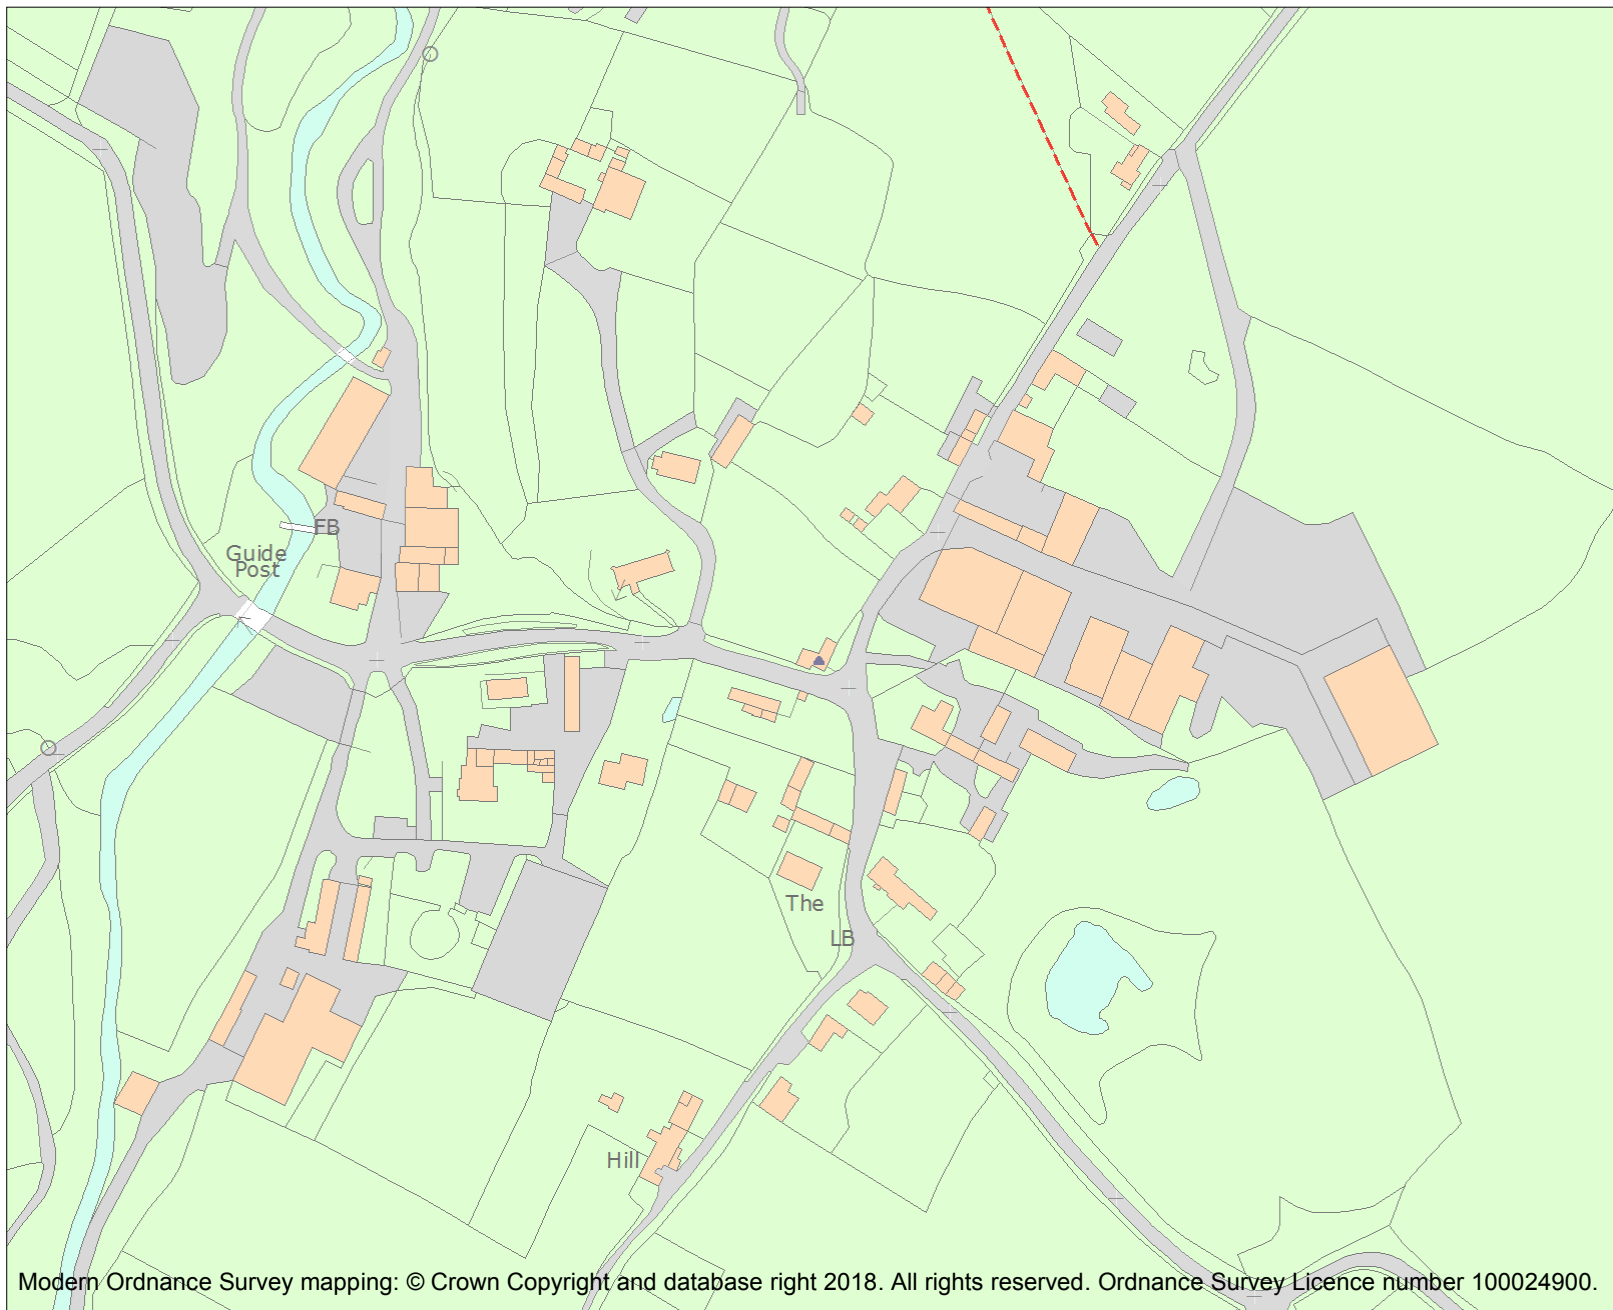 FB
Guide
Post
The
LB
Hill
Modern Ordnance Survey mapping: © Crown Copyright and database right 2018. All rights reserved. Ordnance Survey Licence number 100024900.